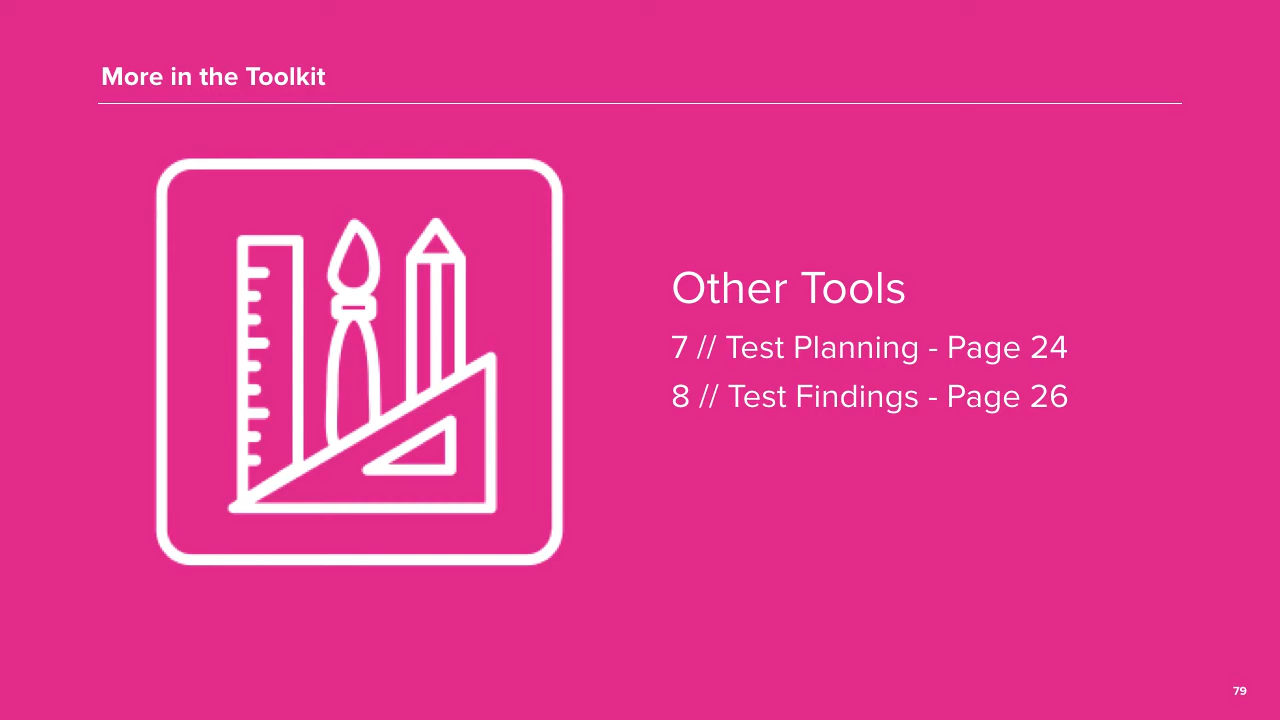 More in the Toolkit
Other Tools
7 // Test Planning - Page 24
8 // Test Findings - Page 26
79